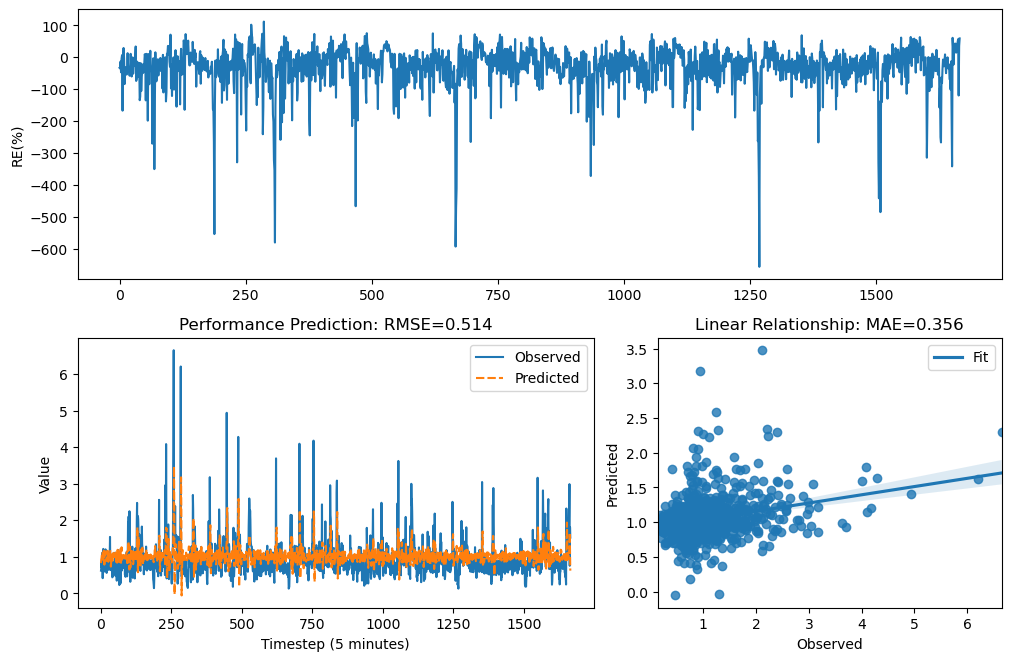 100
0
−100
−200
−300
−400
−500
−600
RE(%)
0 250 500 750 1000 1250 1500
Performance Prediction: RMSE=0.514
Observed
Predicted
6
5
4
3
2
1
0
Value
0 250 500 750 1000 1250 1500
Timestep (5 minutes)
Linear Relationship: MAE=0.356
Fit
3.5
3.0
2.5
2.0
1.5
1.0
0.5
0.0
Predicted
1 2 3 4 5 6
Observed